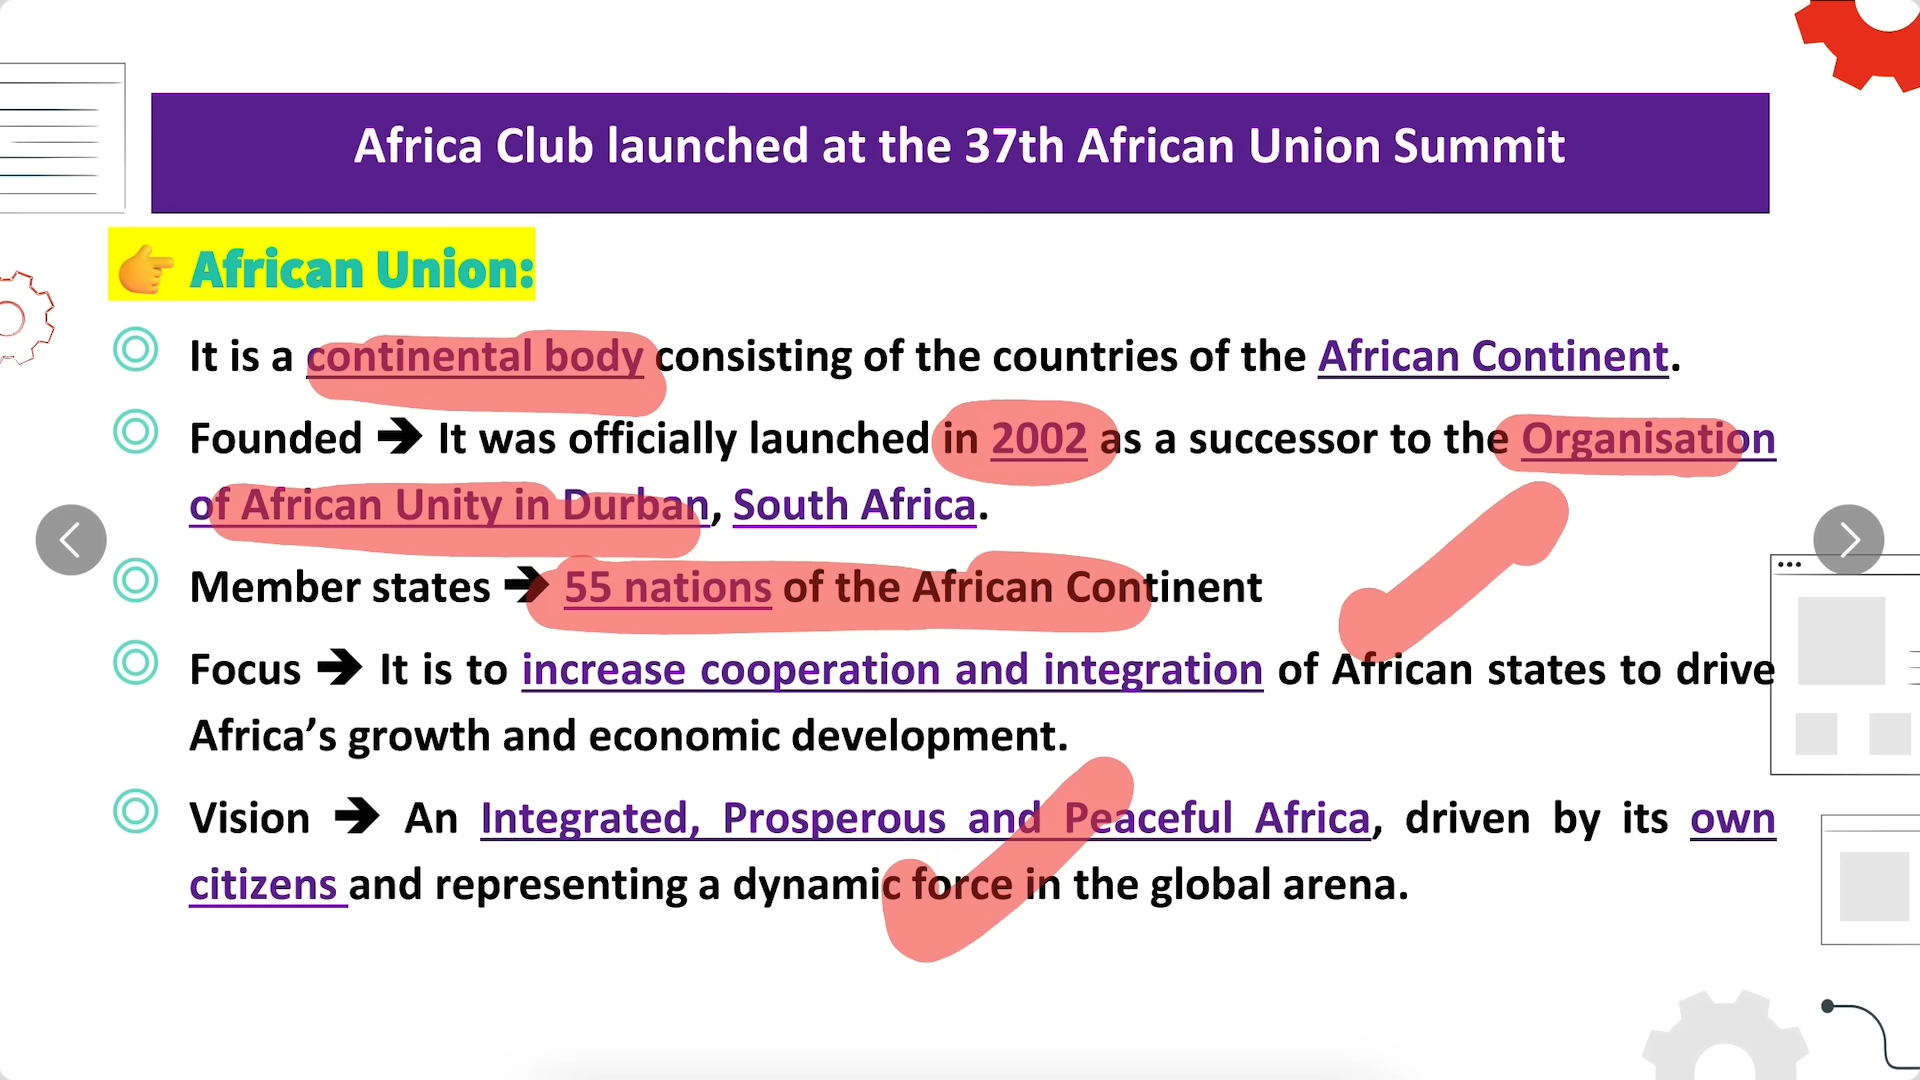 Africa Club launched at the 37th African Union Summit
👉 African Union:
It is a continental body consisting of the countries of the African Continent.
Founded ➔ It was officially launched in 2002 as a successor to the Organisation
of African Unity in Durban, South Africa.
Member states ➔ 55 nations of the African Continent
Focus ➔ It is to increase cooperation and integration of African states to drive
Africa’s growth and economic development.
Vision ➔ An Integrated, Prosperous and Peaceful Africa, driven by its own
citizens and representing a dynamic force in the global arena.